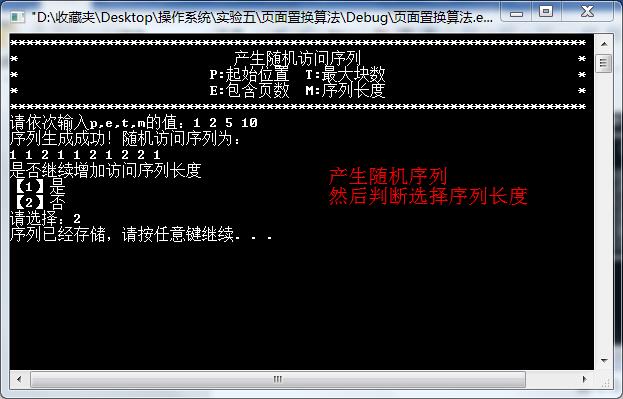 "D:\收藏夹\Desktop\操作系统\实验五\页面置换算法\Debug\页面置换算法.e...
************************************************************************
* 产生随机访问序列 *
* P:起始位置 T:最大块数 *
* E:包含页数 M:序列长度 *
************************************************************************
请依次输入p,e,t,m的值：1 2 5 10
序列生成成功！随机访问序列为：
1 1 2 1 1 2 1 2 2 1
是否继续增加访问序列长度
【1】是
【2】否
请选择：2
序列已经存储，请按任意键继续. . .
产生随机序列
然后判断选择序列长度